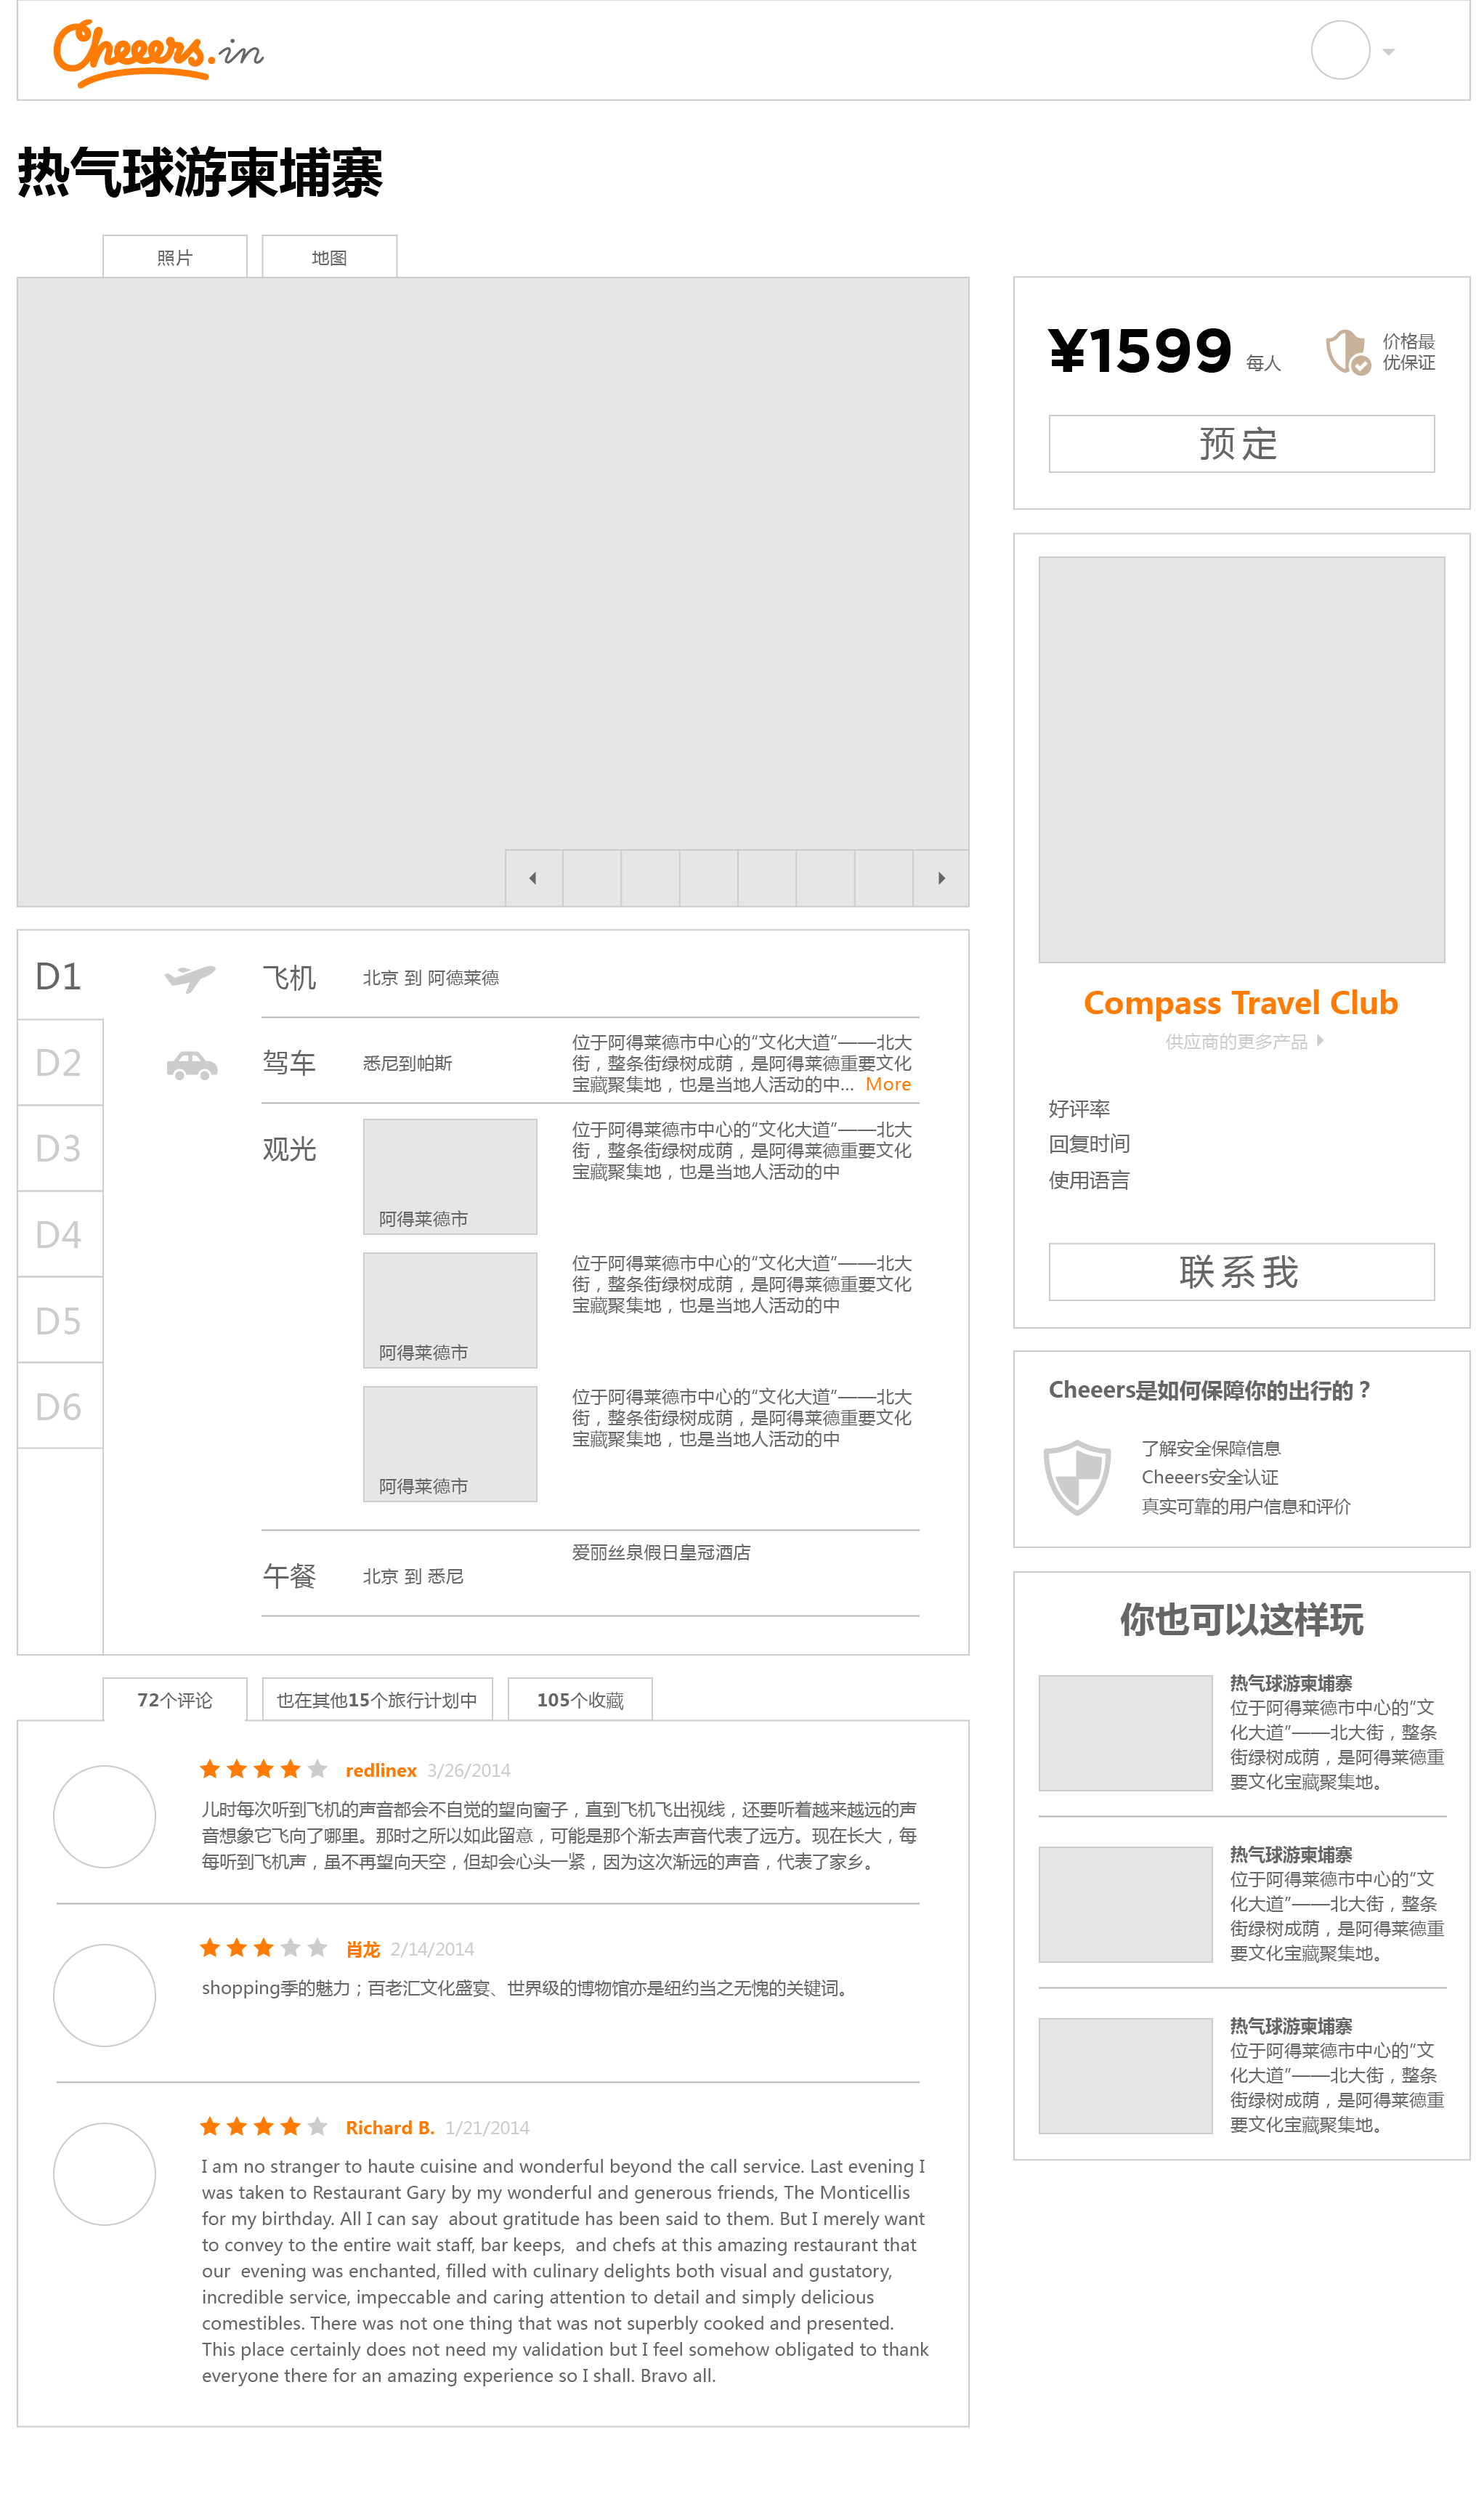 Cheeers.in
热气球游柬埔寨
照片
地图
¥1599 每人
价格最
优保证
预定
Compass Travel Club
供应商的更多产品
好评率
回复时间
使用语言
联系我
D1
D2
D3
D4
D5
D6
飞机
北京 到 阿德莱德
驾车
悉尼到帕斯
位于阿得莱德市中心的“文化大道”——北大
街，整条街绿树成荫，是阿得莱德重要文化
宝藏聚集地，也是当地人活动的中... More
观光
阿得莱德市
位于阿得莱德市中心的“文化大道”——北大
街，整条街绿树成荫，是阿得莱德重要文化
宝藏聚集地，也是当地人活动的中
阿得莱德市
位于阿得莱德市中心的“文化大道”——北大
街，整条街绿树成荫，是阿得莱德重要文化
宝藏聚集地，也是当地人活动的中
阿得莱德市
位于阿得莱德市中心的“文化大道”——北大
街，整条街绿树成荫，是阿得莱德重要文化
宝藏聚集地，也是当地人活动的中
午餐
北京 到 悉尼
爱丽丝泉假日皇冠酒店
Cheeers是如何保障你的出行的？
了解安全保障信息
Cheeers安全认证
真实可靠的用户信息和评价
你也可以这样玩
热气球游柬埔寨
位于阿得莱德市中心的“文
化大道”——北大街，整条
街绿树成荫，是阿得莱德重
要文化宝藏聚集地。
热气球游柬埔寨
位于阿得莱德市中心的“文
化大道”——北大街，整条
街绿树成荫，是阿得莱德重
要文化宝藏聚集地。
热气球游柬埔寨
位于阿得莱德市中心的“文
化大道”——北大街，整条
街绿树成荫，是阿得莱德重
要文化宝藏聚集地。
72个评论
也在其他15个旅行计划中
105个收藏
redlinex 3/26/2014
儿时每次听到飞机的声音都会不自觉的望向窗子，直到飞机飞出视线，还要听着越来越远的声
音想象它飞向了哪里。那时之所以如此留意，可能是那个渐去声音代表了远方。现在长大，每
每听到飞机声，虽不再望向天空，但却会心头一紧，因为这次渐远的声音，代表了家乡。
肖龙 2/14/2014
shopping季的魅力；百老汇文化盛宴、世界级的博物馆亦是纽约当之无愧的关键词。
Richard B. 1/21/2014
I am no stranger to haute cuisine and wonderful beyond the call service. Last evening I
was taken to Restaurant Gary by my wonderful and generous friends, The Monticellis
for my birthday. All I can say about gratitude has been said to them. But I merely want
to convey to the entire wait staff, bar keeps, and chefs at this amazing restaurant that
our evening was enchanted, filled with culinary delights both visual and gustatory,
incredible service, impeccable and caring attention to detail and simply delicious
comestibles. There was not one thing that was not superbly cooked and presented.
This place certainly does not need my validation but I feel somehow obligated to thank
everyone there for an amazing experience so I shall. Bravo all.